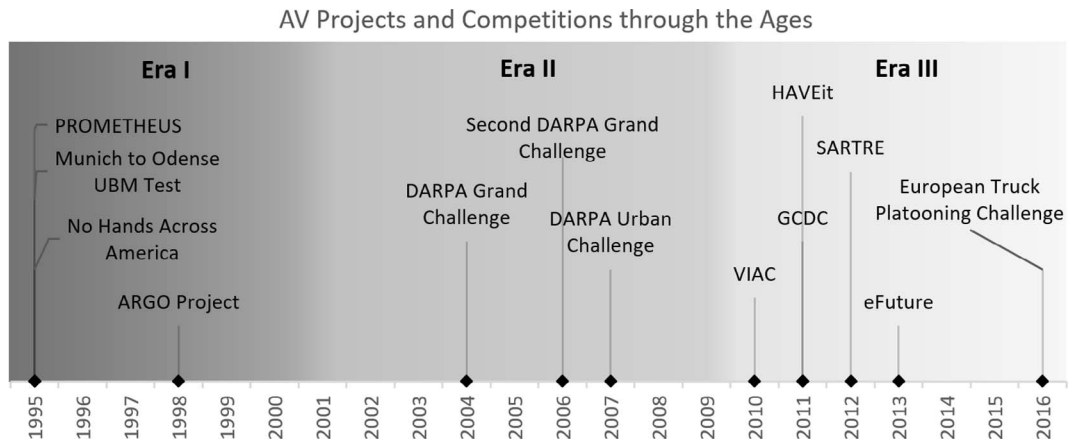 AV Projects and Competitions through the Ages
Era I
Era II
Era III
PROMETHEUS
Munich to Odense
UBM Test
No Hands Across
America
ARGO Project
Second DARPA Grand
Challenge
DARPA Grand
Challenge
DARPA Urban
Challenge
HAVEit
SARTRE
GCDC
VIAC
eFuture
European Truck
Platooning Challenge
1995
1996
1997
1998
1999
2000
2001
2002
2003
2004
2005
2006
2007
2008
2009
2010
2011
2012
2013
2014
2015
2016